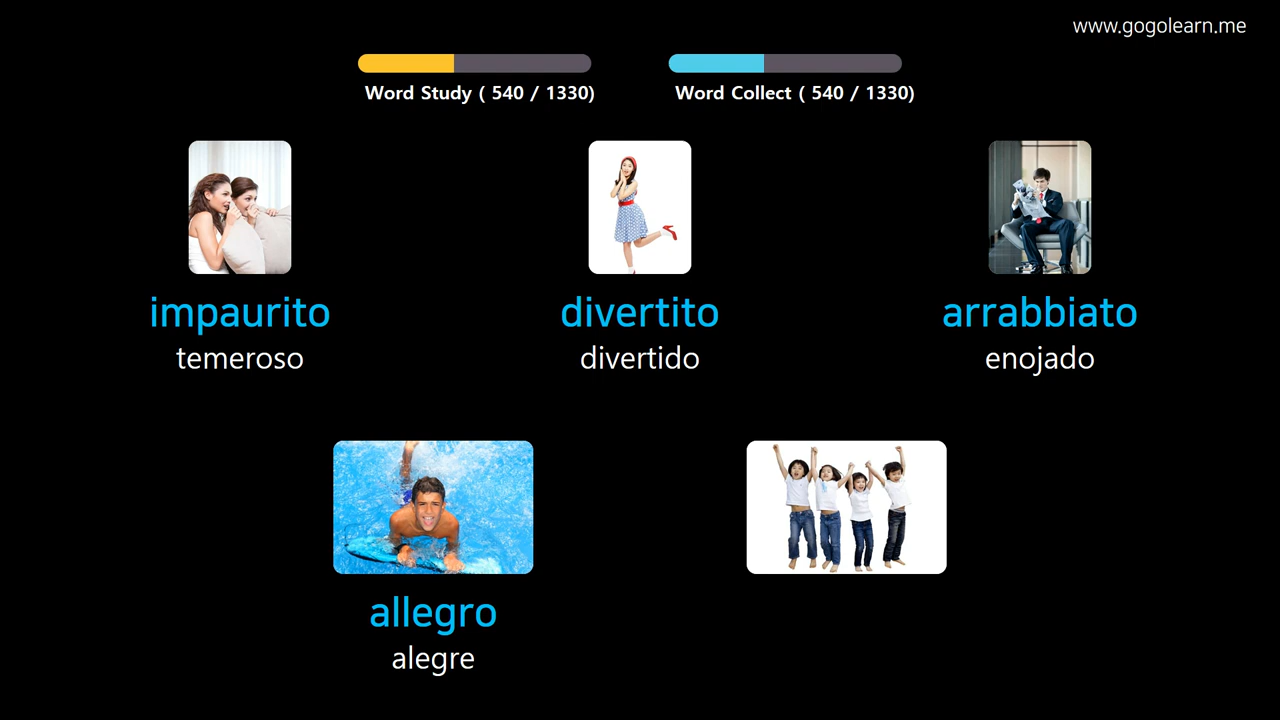 www.gogolearn.me
Word Study ( 540 / 1330)
Word Collect ( 540 / 1330)
impaurito
temeroso
divertito
divertido
arrabbiato
enojado
allegro
alegre